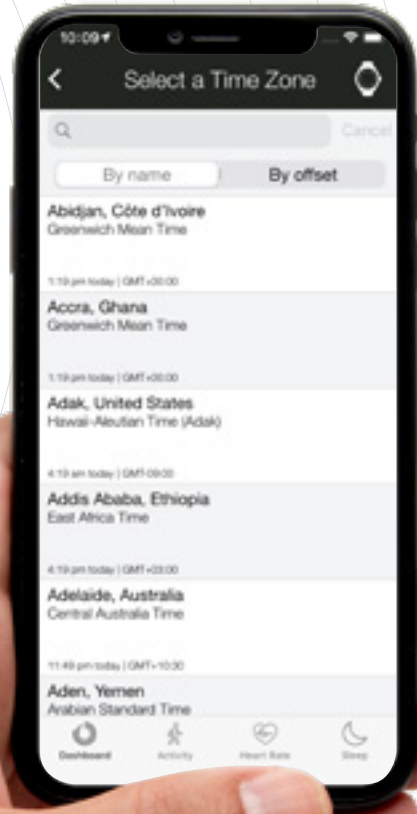 10:09
Select a Time Zone
Cancel
By name
By offset
Abidjan, Côte d'Ivoire
Greenwich Mean Time
1:19 pm today | GMT+00:00
Accra, Ghana
Greenwich Mean Time
1:19 pm today | GMT+00:00
Adak, United States
Hawaii-Aleutian Time (Adak)
4:19 am today | GMT-09:00
Addis Ababa, Ethiopia
East Africa Time
4:19 pm today | GMT+03:00
Adelaide, Australia
Central Australia Time
11:49 pm today | GMT+10:30
Aden, Yemen
Arabian Standard Time
Dashboard
Activity
Heart Rate
Sleep